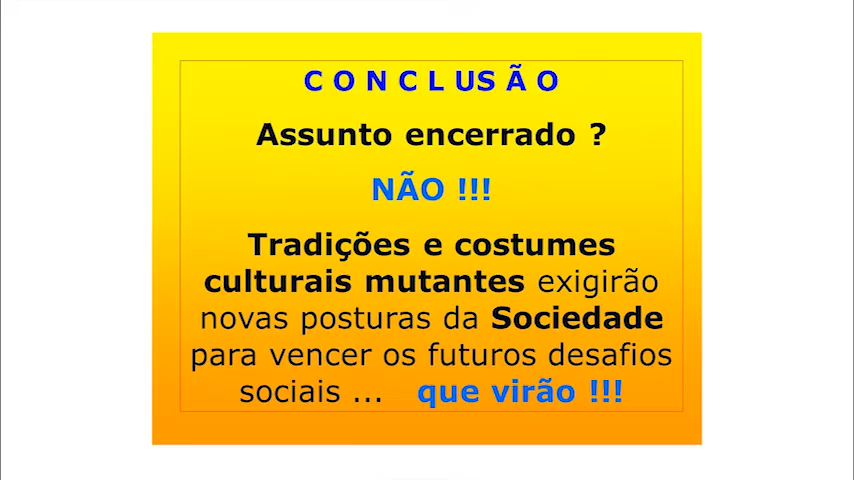 C O N C L US Ã O
Assunto encerrado ?
NÃO !!!
Tradições e costumes
culturais mutantes exigirão
novas posturas da Sociedade
para vencer os futuros desafios
sociais ... que virão !!!